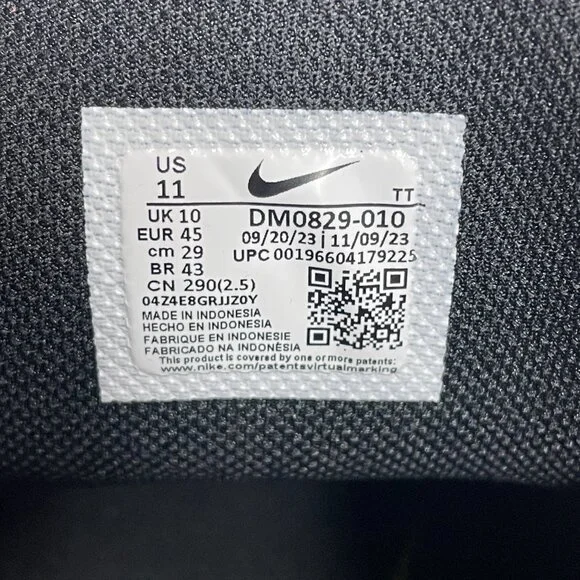 US
11
TT
UK 10
EUR 45
cm 29
BR 43
CN 290(2.5)
04Z4E8GRJJZ0Y
DM0829-010
09/20/23 | 11/09/23
UPC 00196604179225
MADE IN INDONESIA
HECHO EN INDONESIA
FABRIQUE EN INDONESIE
FABRICADO NA INDONÉSIA
This product is covered by one or more patents:
www.nike.com/patentsvirtualmarking